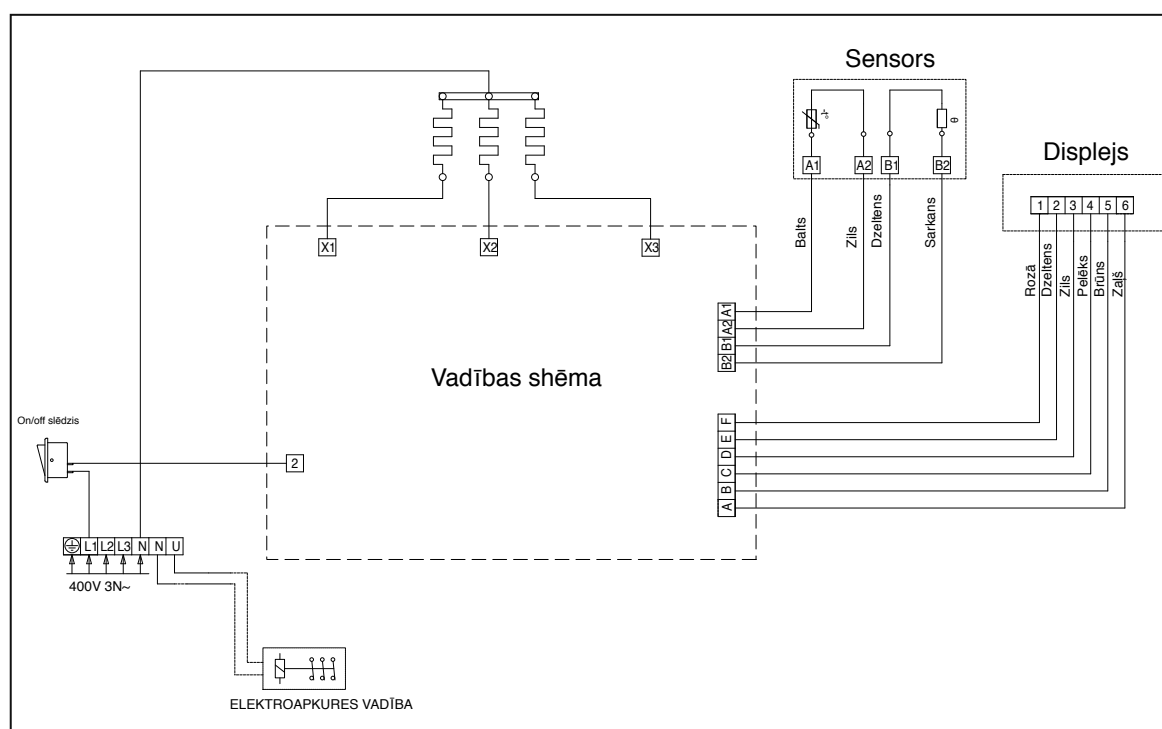 Sensors
A1 A2 B1 B2
Balts
Zils
Dzeltens
Sarkans
Displejs
1 2 3 4 5 6
Rozā
Dzeltens
Zils
Pelēks
Brūns
Zaļš
X1 X2 X3
A1
A2
B1
B2
Vadības shēma
F
E
D
C
B
A
On/off slēdzis
2
L1 L2 L3 N N U
400V 3N~
ELEKTROAPKURES VADĪBA